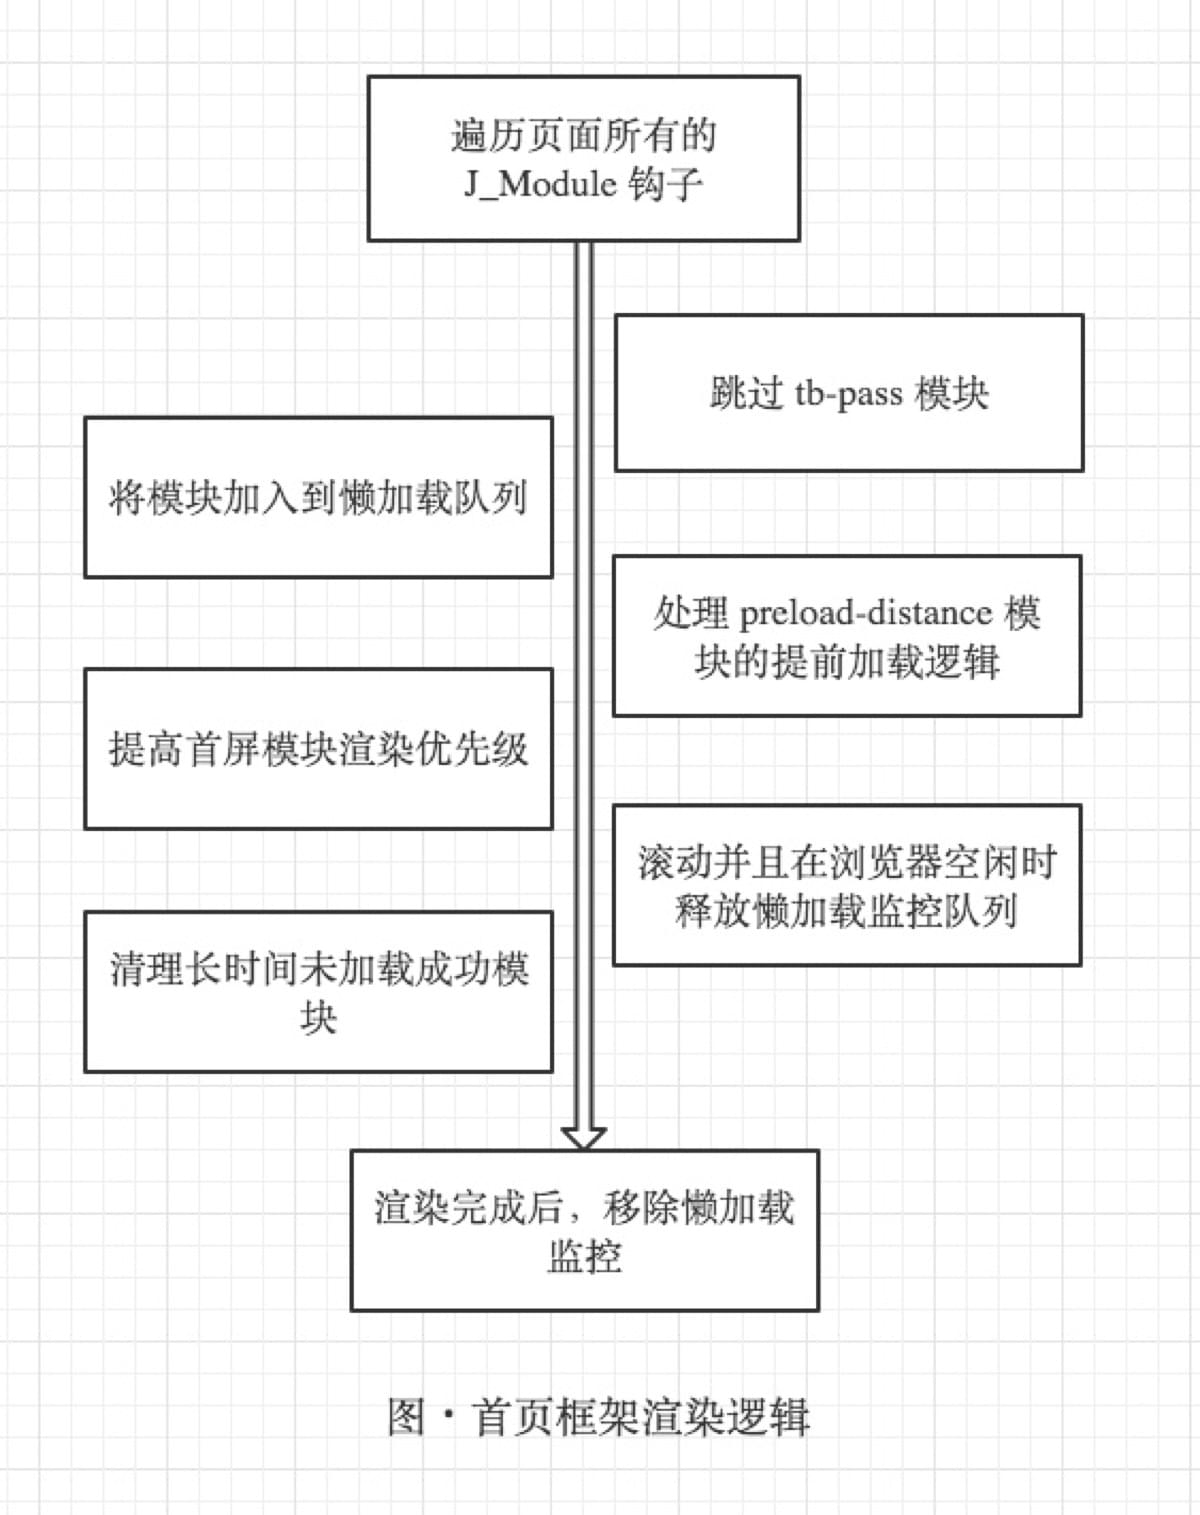 遍历页面所有的
J_Module 钩子
跳过 tb-pass 模块
将模块加入到懒加载队列
处理 preload-distance 模
块的提前加载逻辑
提高首屏模块渲染优先级
滚动并且在浏览器空闲时
释放懒加载监控队列
清理长时间未加载成功模
块
渲染完成后，移除懒加载
监控
图·首页框架渲染逻辑